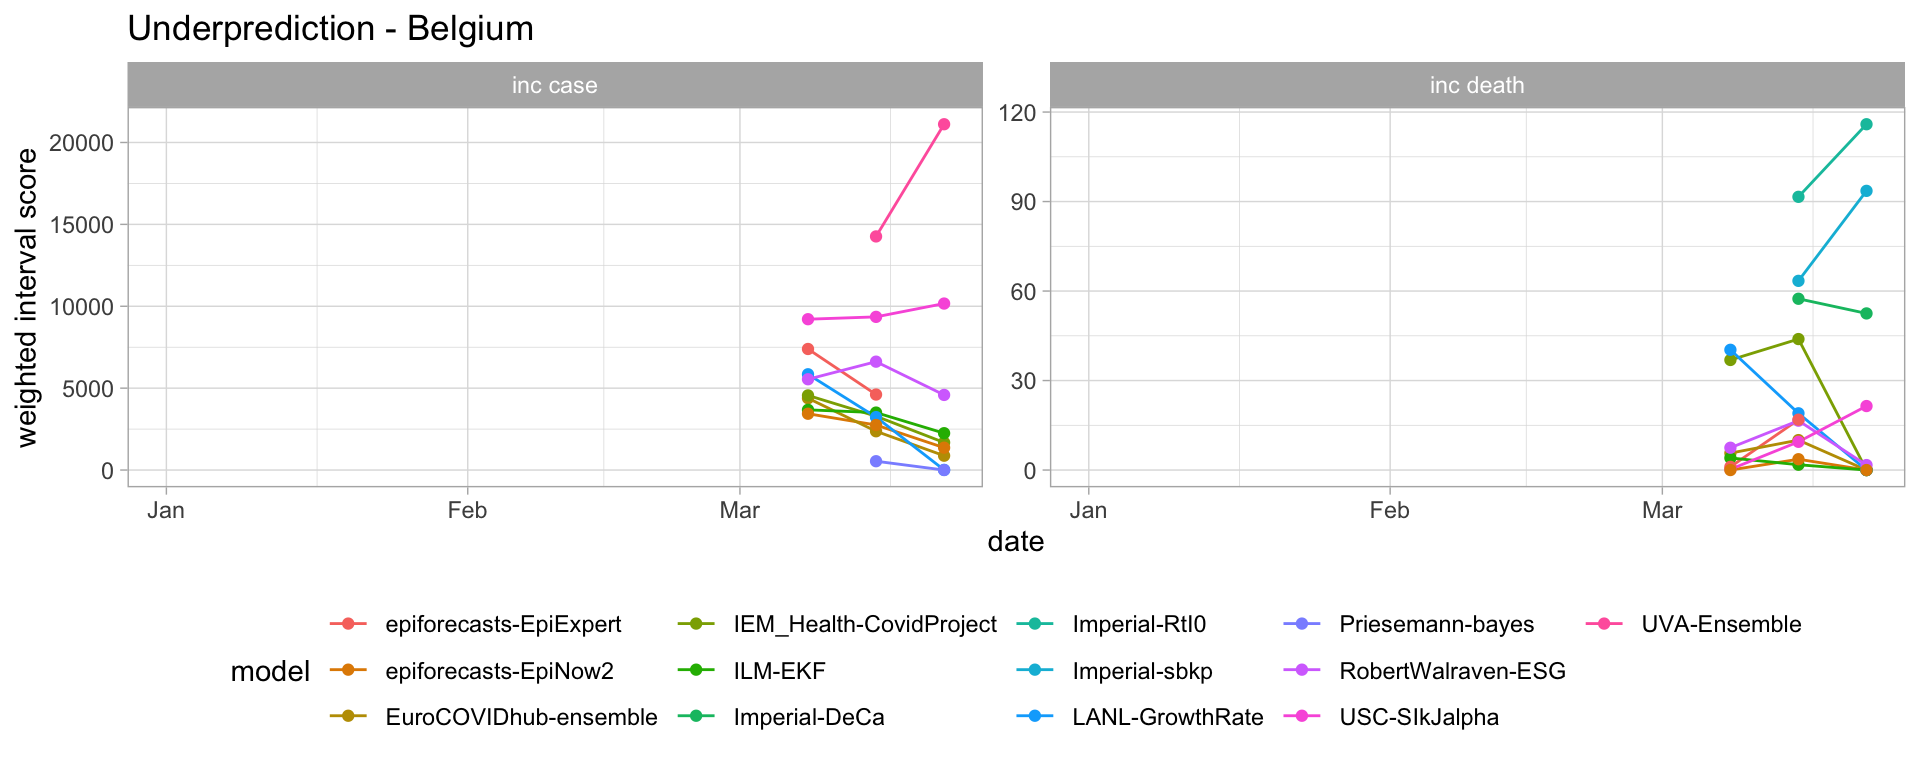 Underprediction - Belgium
inc case
inc death
weighted interval score
20000
15000
10000
5000
0
120
90
60
30
0
Jan Feb Mar
Jan Feb Mar
date
model
epiforecasts-EpiExpert
epiforecasts-EpiNow2
EuroCOVIDhub-ensemble
IEM_Health-CovidProject
ILM-EKF
Imperial-DeCa
Imperial-RtI0
Imperial-sbkp
LANL-GrowthRate
Priesemann-bayes
RobertWalraven-ESG
USC-SIkJalpha
UVA-Ensemble